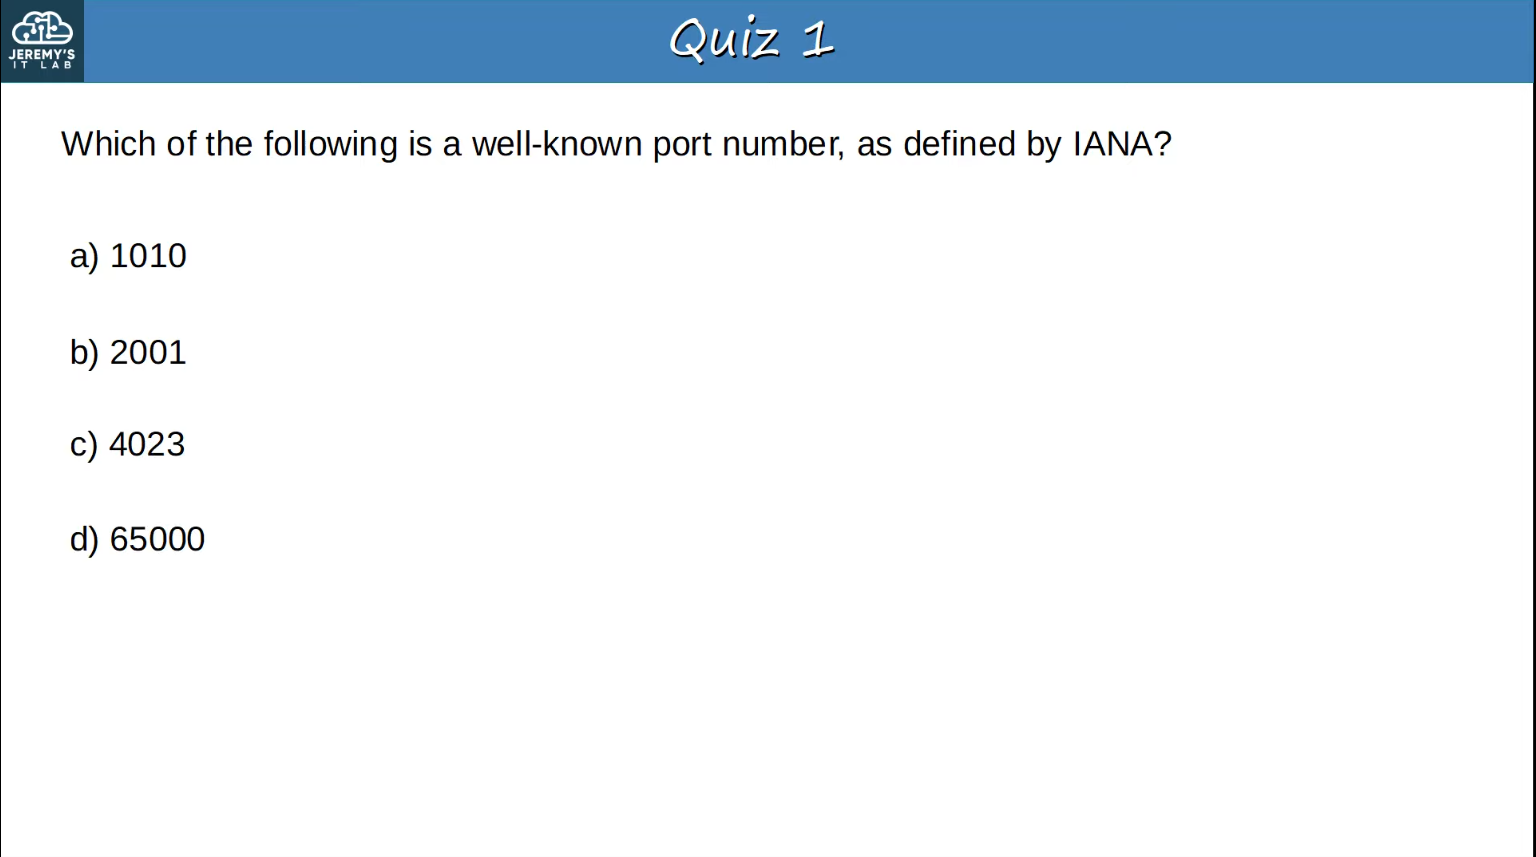 JEREMY'S
IT LAB
Quiz 1
Which of the following is a well-known port number, as defined by IANA?
a) 1010
b) 2001
c) 4023
d) 65000